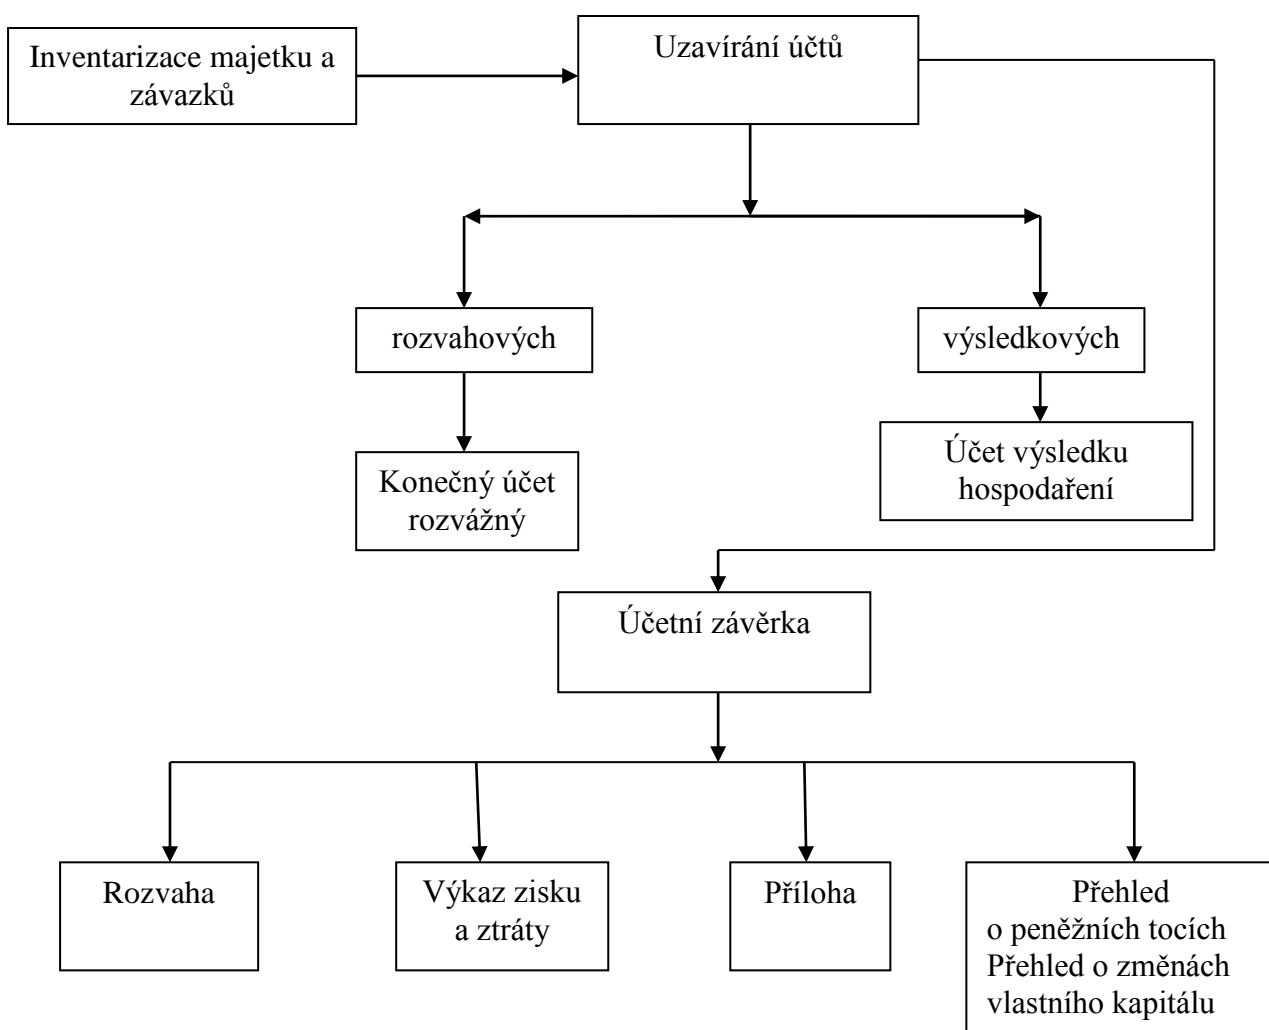 Inventarizace majetku a
závazků
Uzavírání účtů
rozvahových
výsledkových
Konečný účet
rozvážný
Účet výsledku
hospodaření
Účetní závěrka
Rozvaha
Výkaz zisku
a ztráty
Příloha
Přehled
o peněžních tocích
Přehled o změnách
vlastního kapitálu